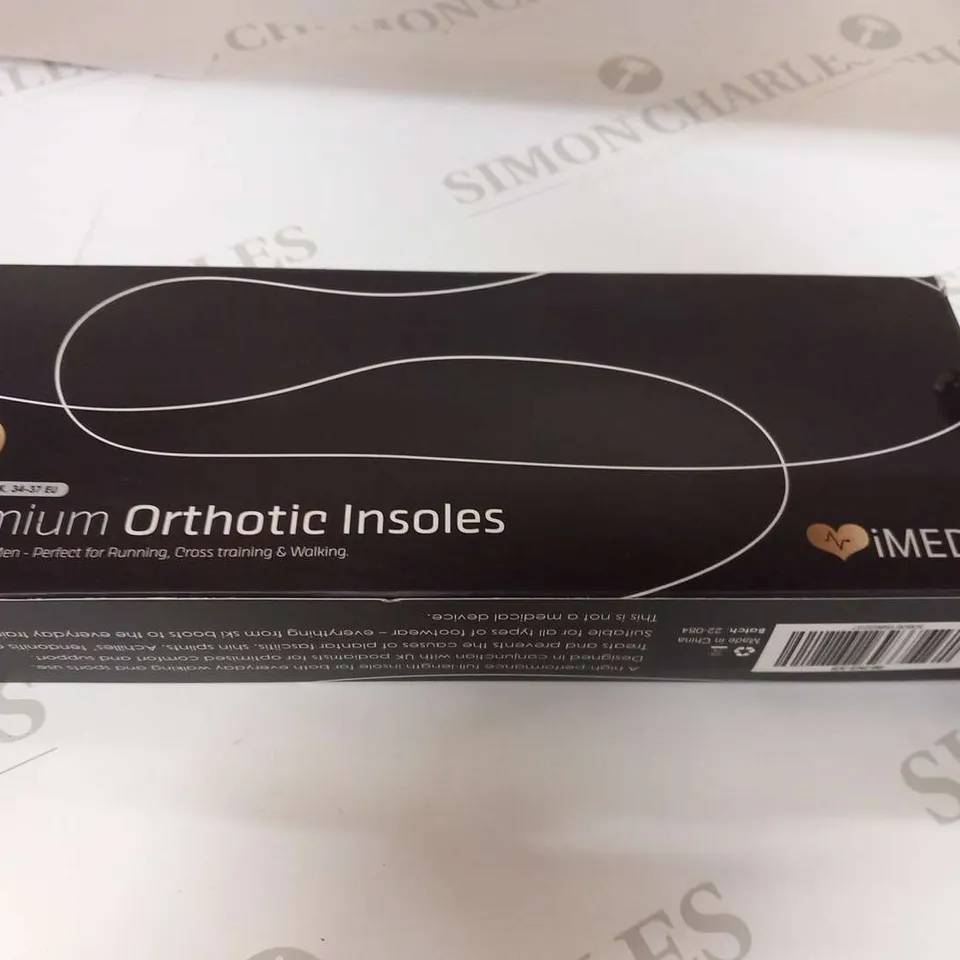 SIMON CHARLES
34-37 EU
mium Orthotic Insoles
Men - Perfect for Running, Cross training & Walking.
iMED
A high-performance full-length insole for both everyday walking and sports use.
Designed in conjunction with UK podiatrists for optimised comfort and support.
Treats and prevents the causes of plantar fasciitis, shin splints, Achilles' tendonitis
Suitable for all types of footwear – everything from ski boots to the everyday trai
This is not a medical device.
Made in China
Batch: 22-084